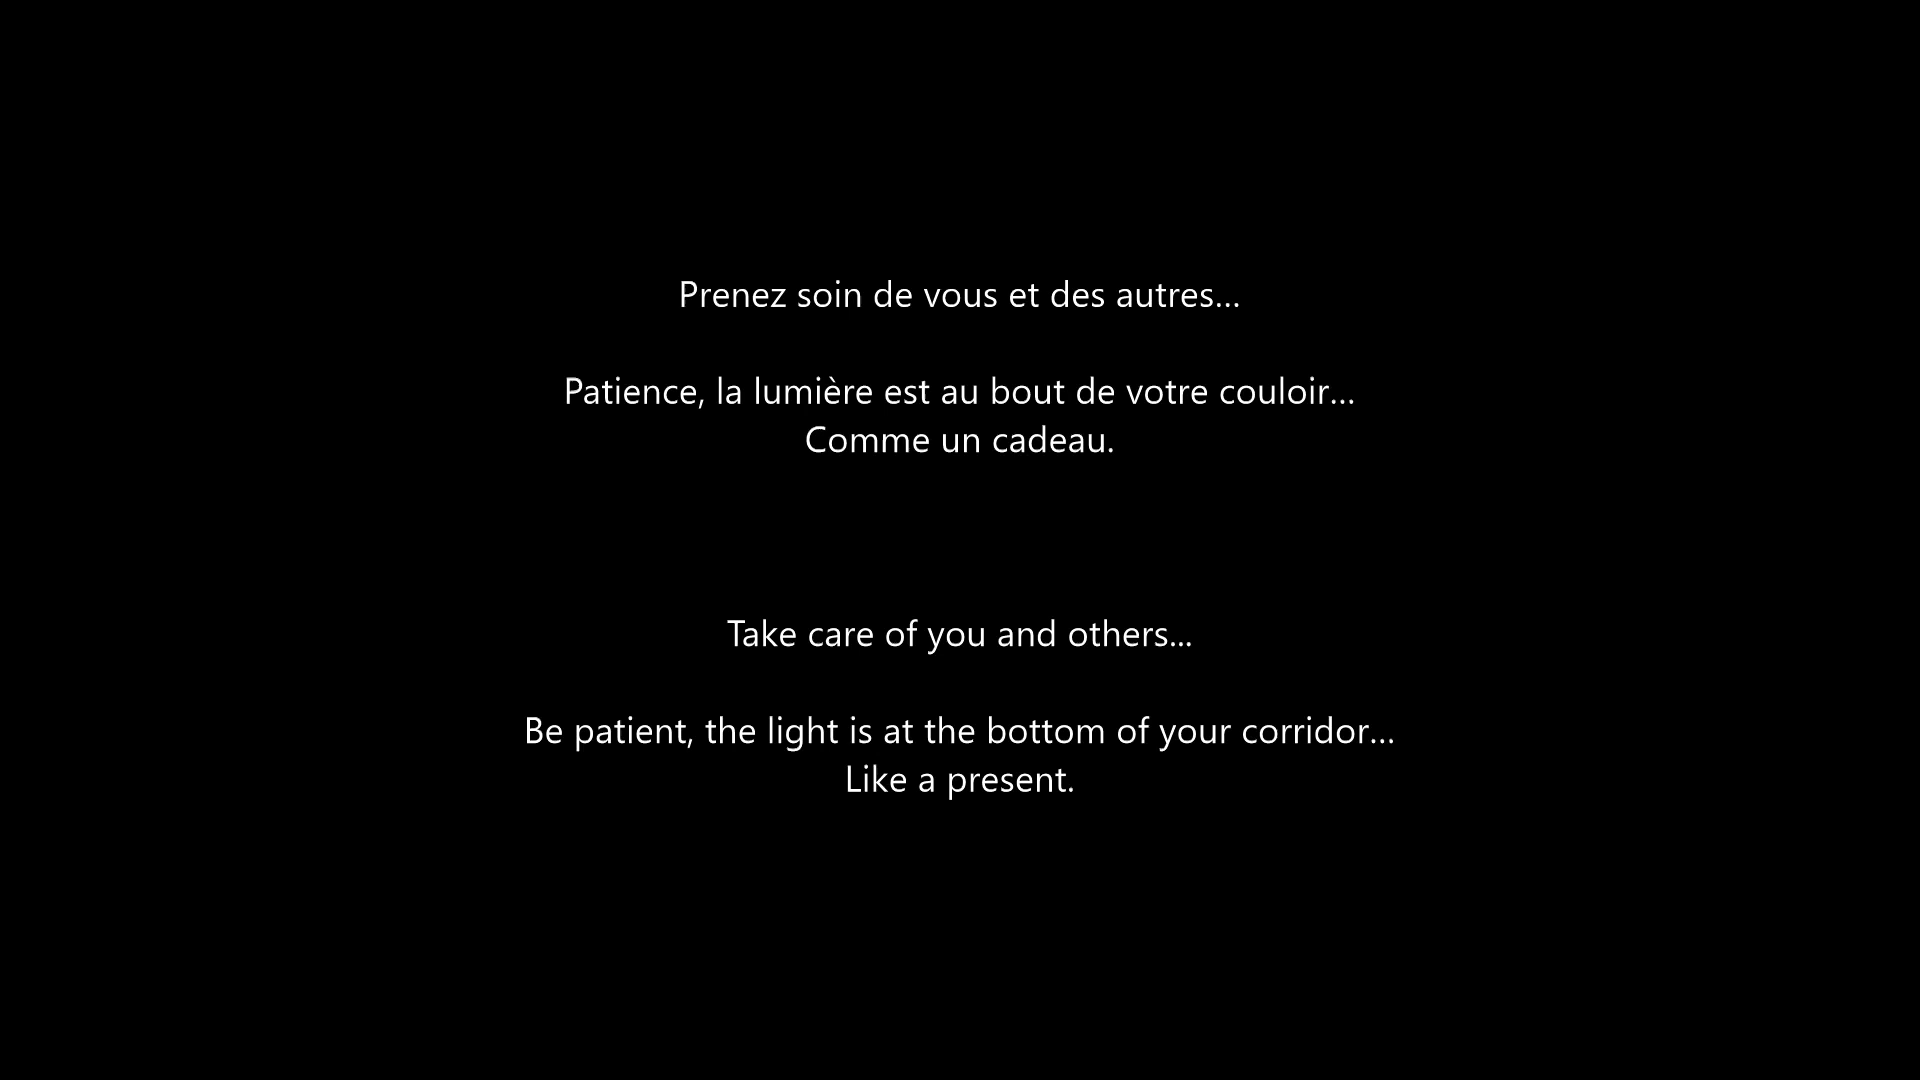 Prenez soin de vous et des autres...
Patience, la lumière est au bout de votre couloir...
Comme un cadeau.
Take care of you and others...
Be patient, the light is at the bottom of your corridor...
Like a present.